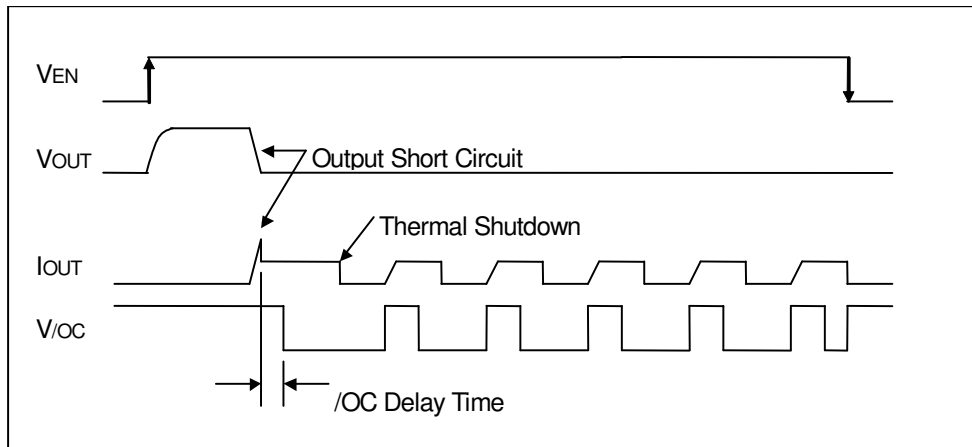 VEN
VOUT
Output Short Circuit
Thermal Shutdown
IOUT
V/OC
/OC Delay Time